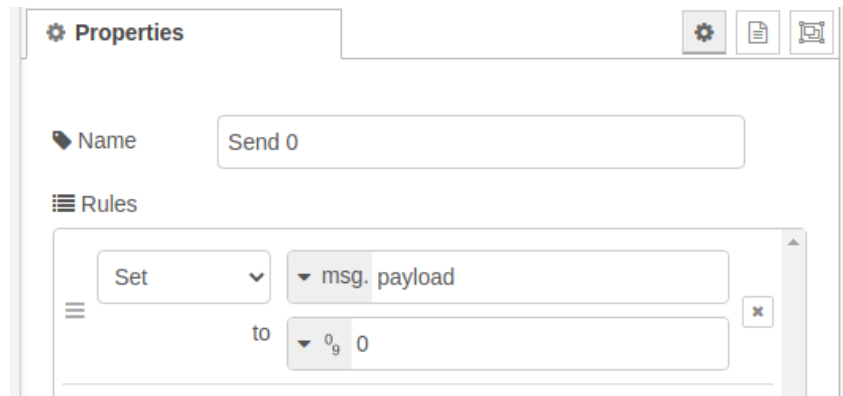 Properties
Name
Send 0
Rules
Set
msg. payload
to
0
9 0